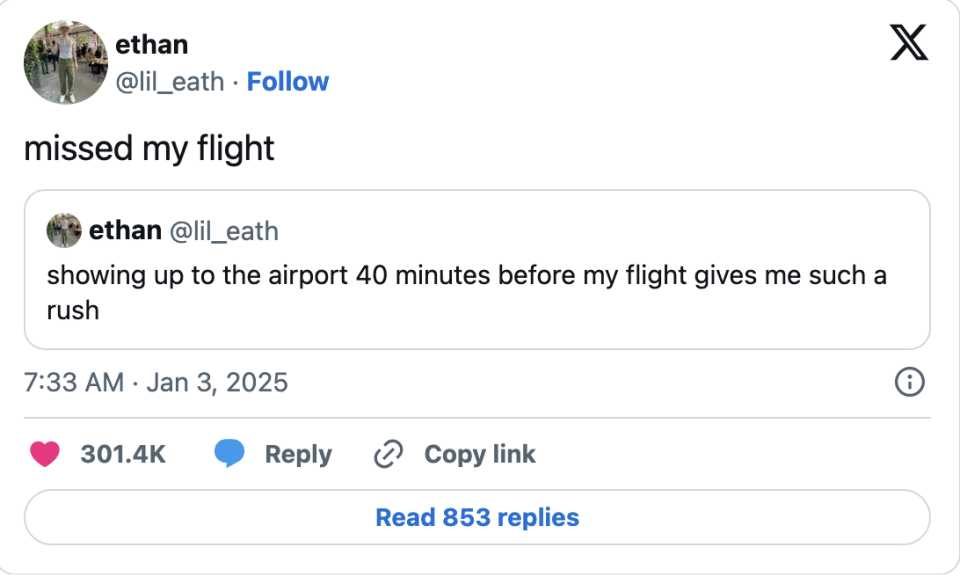 ethan
@lil_eath · Follow
missed my flight
ethan @lil_eath
showing up to the airport 40 minutes before my flight gives me such a
rush
7:33 AM · Jan 3, 2025
301.4K Reply Copy link
Read 853 replies